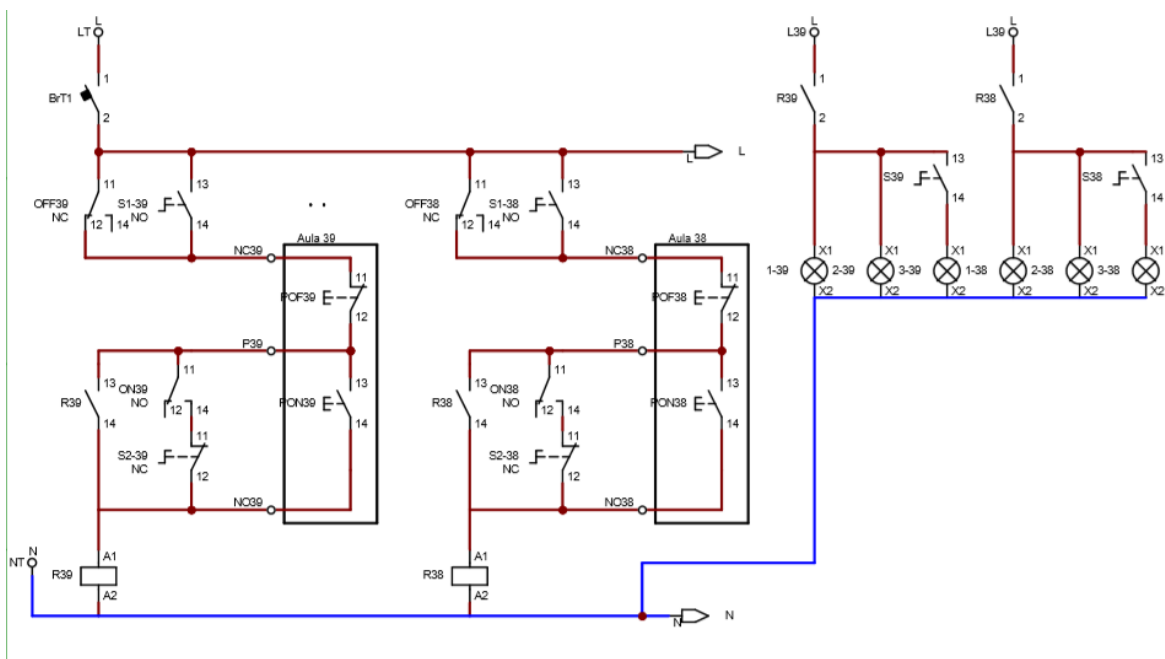 L
LT
1
BrT1
2
L
L
11
13
OFF39
NC
12
14
S1-39
NO
14
. .
11
13
OFF38
NC
12
14
S1-38
NO
14
Aula 39
NC39
11
POF39
12
P39
13
R39
14
11
ON39
NO
12
14
13
PON39
14
S2-39
NC
11
12
NO39
Aula 38
NC38
11
POF38
12
P38
13
R38
14
11
ON38
NO
12
14
13
PON38
14
S2-38
NC
11
12
NO38
N
NT
R39
A1
A2
R38
A1
A2
N
N
L
L39
1
R39
2
13
S39
14
L
L39
1
R38
2
13
S38
14
X1
1-39
2-39
X2
X1
3-39
X2
X1
1-38
X2
X1
2-38
X2
X1
3-38
X2
X1
X2